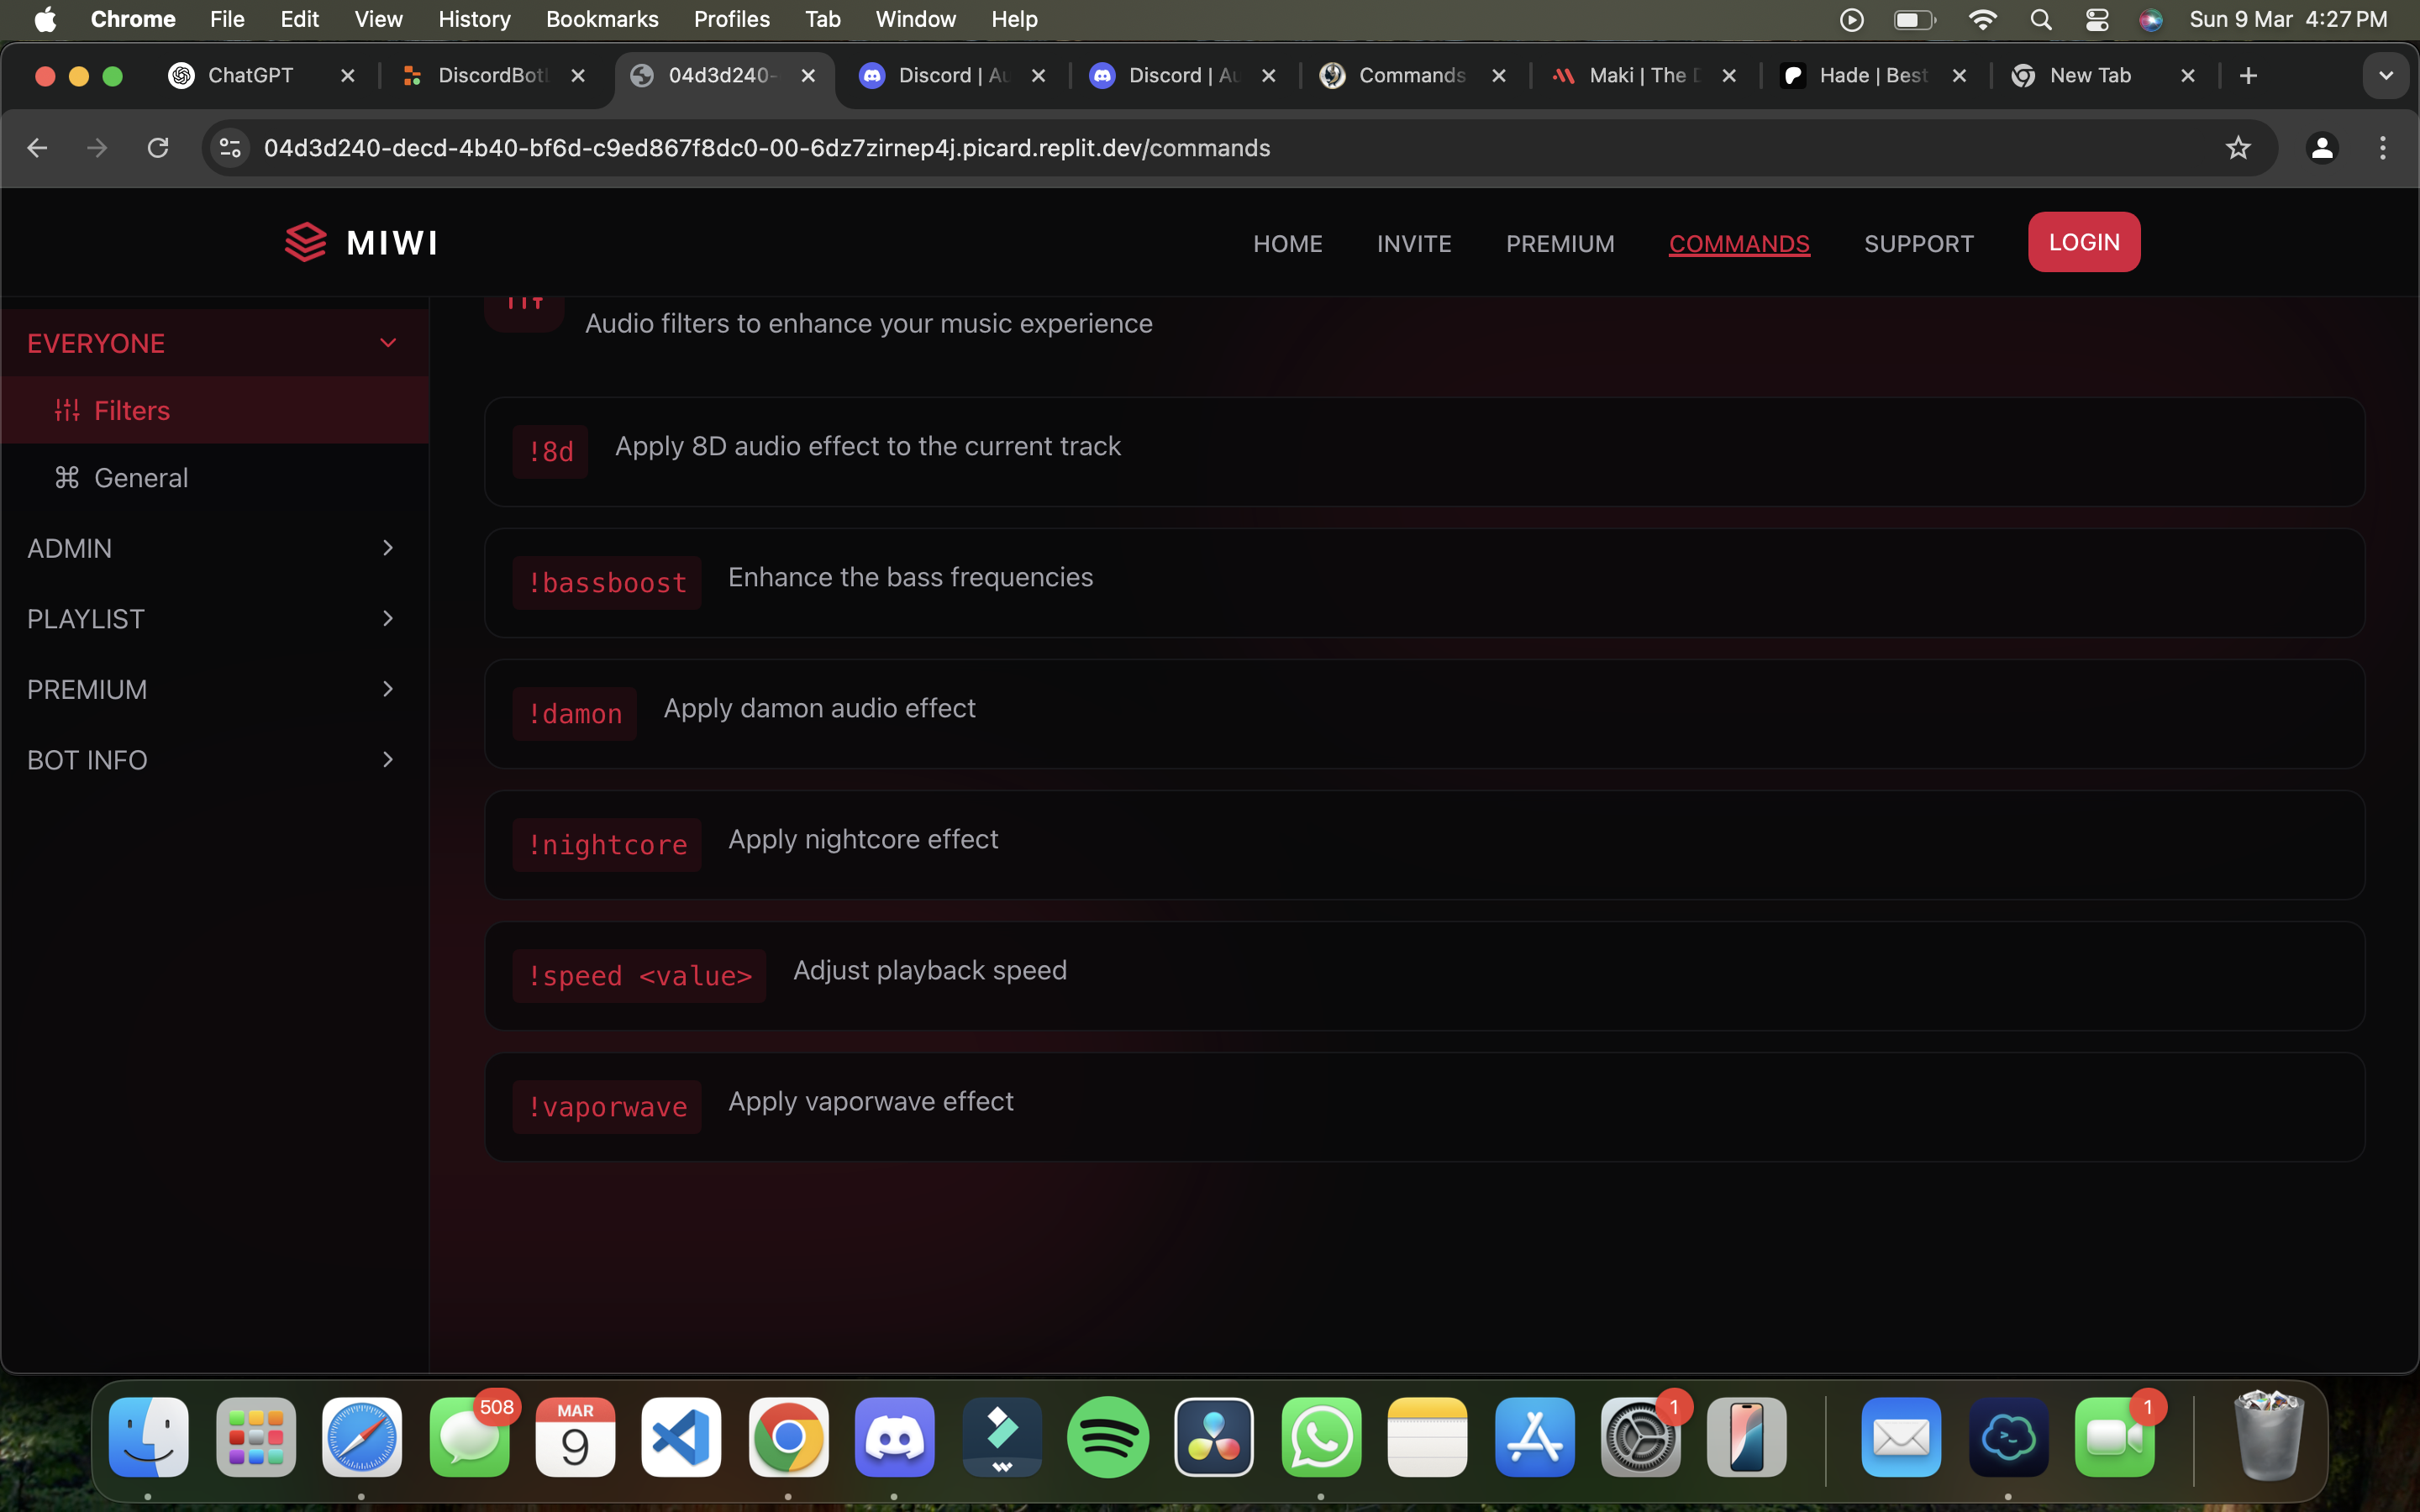 Chrome File Edit View History Bookmarks Profiles Tab Window Help Sun 9 Mar 4:27 PM
ChatGPT DiscordBotL 04d3d240- Discord | Au Discord | Au Commands Maki | The D Hade | Best New Tab
04d3d240-decd-4b40-bf6d-c9ed867f8dc0-00-6dz7zirnep4j.picard.replit.dev/commands
MIWI HOME INVITE PREMIUM COMMANDS SUPPORT LOGIN
EVERYONE
Filters
General
ADMIN
PLAYLIST
PREMIUM
BOT INFO
Audio filters to enhance your music experience
!8d Apply 8D audio effect to the current track
!bassboost Enhance the bass frequencies
!damon Apply damon audio effect
!nightcore Apply nightcore effect
!speed <value> Adjust playback speed
!vaporwave Apply vaporwave effect
508 MAR 1 1
9